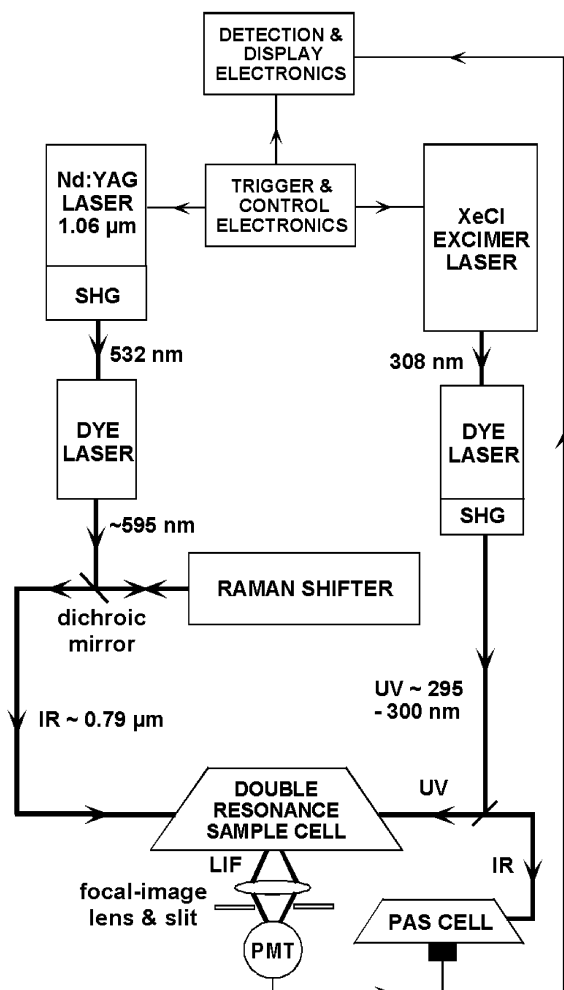 DETECTION &
DISPLAY
ELECTRONICS
Nd:YAG
LASER
1.06 µm
SHG
TRIGGER &
CONTROL
ELECTRONICS
XeCl
EXCIMER
LASER
532 nm
308 nm
DYE
LASER
DYE
LASER
SHG
~595 nm
RAMAN SHIFTER
dichroic
mirror
IR ~ 0.79 µm
UV ~ 295
- 300 nm
DOUBLE
RESONANCE
SAMPLE CELL
UV
LIF
IR
focal-image
lens & slit
PMT
PAS CELL